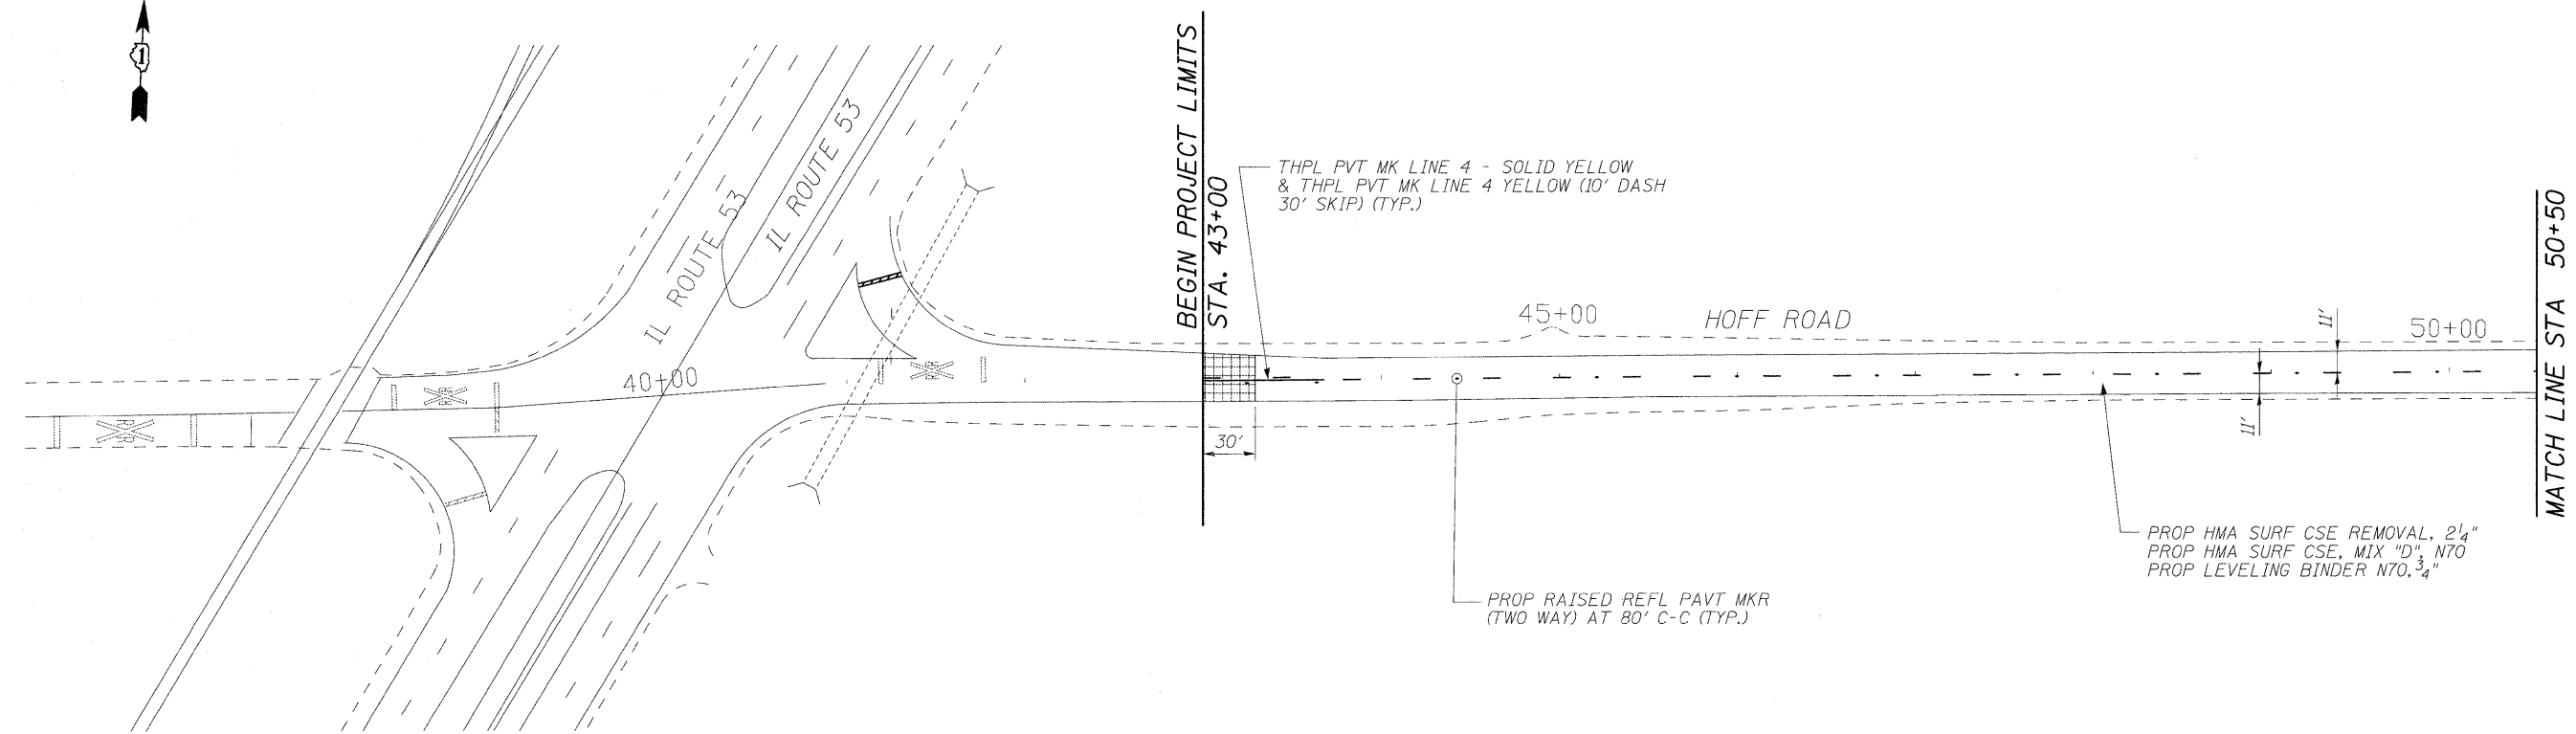 1
IL ROUTE 53
IL ROUTE 53
40+00
BEGIN PROJECT LIMITS
STA. 43+00
THPL PVT MK LINE 4 - SOLID YELLOW
& THPL PVT MK LINE 4 YELLOW (10' DASH
30' SKIP) (TYP.)
45+00
HOFF ROAD
11'
50+00
11'
30'
MATCH LINE STA 50+50
PROP HMA SURF CSE REMOVAL, 2 1/4"
PROP HMA SURF CSE, MIX "D", N70
PROP LEVELING BINDER N70, 3/4"
PROP RAISED REFL PAVT MKR
(TWO WAY) AT 80' C-C (TYP.)